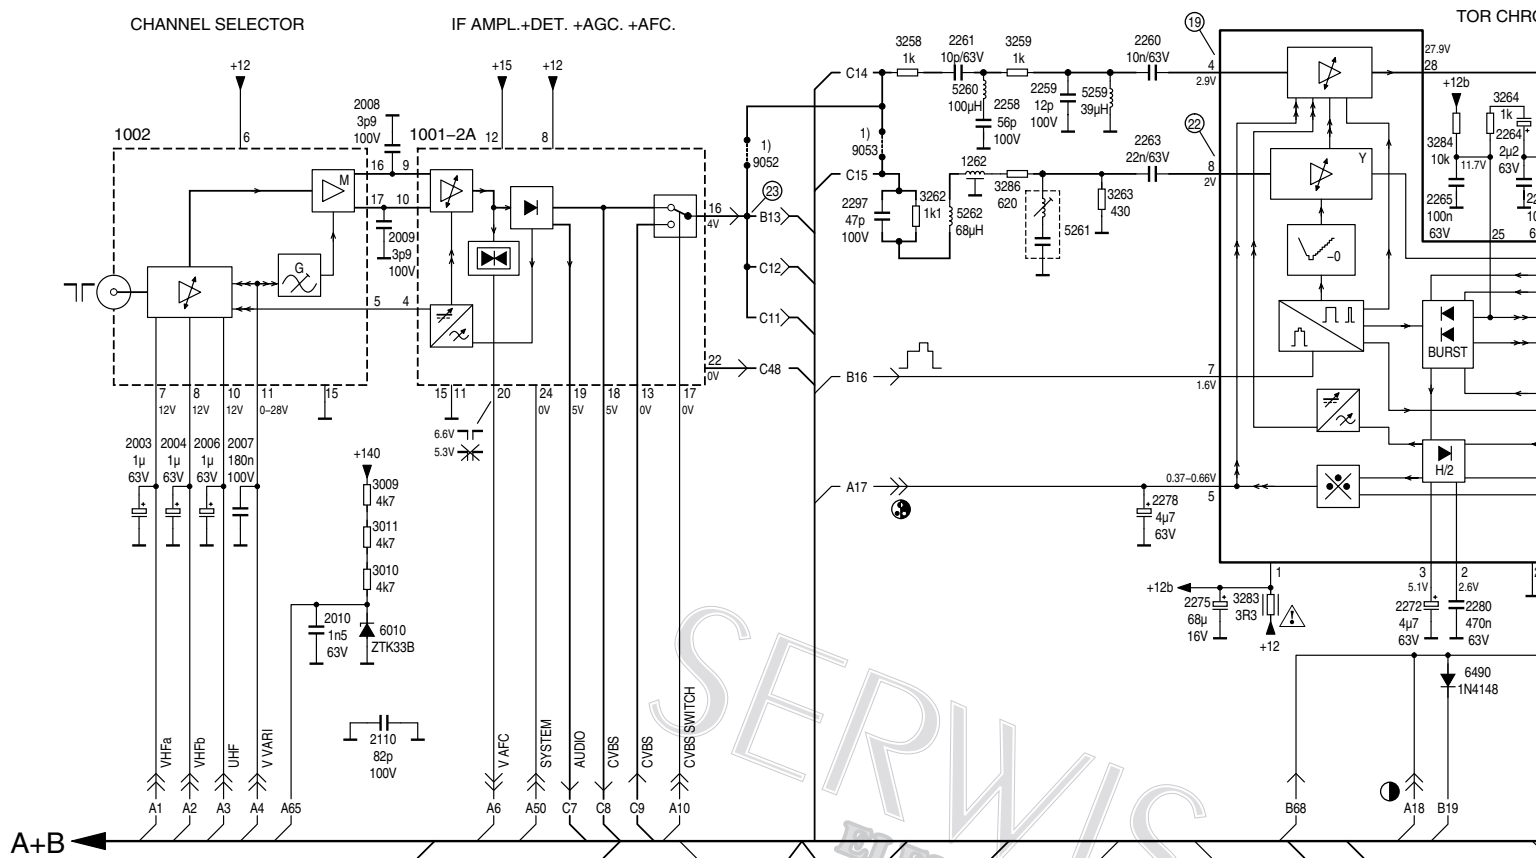 CHANNEL SELECTOR
IF AMPL.+DET. +AGC. +AFC.
TOR CHRO
+12
+15
+12
1002
6
2008
3p9
100V
1001-2A
12
8
M
16
9
17
10
2009
3p9
100V
G
5
4
7
12V
8
12V
10
12V
11
0-28V
15
2003
1µ
63V
2004
1µ
63V
2006
1µ
63V
2007
180n
100V
+140
3009
4k7
3011
4k7
3010
4k7
2010
1n5
63V
6010
ZTK33B
2110
82p
100V
15
11
20
24
0V
19
5V
18
5V
13
0V
17
0V
6.6V
5.3V
16
4V
22
0V
1)
9052
23
B13
C12
C11
C48
C14
1)
9053
C15
B16
A17
3258
1k
2261
10p/63V
3259
1k
2260
10n/63V
5260
100µH
2258
56p
100V
2259
12p
100V
5259
39µH
2263
22n/63V
2297
47p
100V
3262
1k1
5262
68µH
1262
3286
620
5261
3263
430
19
4
2.9V
22
8
2V
7
1.6V
0.37-0.66V
5
2278
4µ7
63V
Y
-0
BURST
H/2
27.9V
28
+12b
3284
10k
11.7V
3264
1k
2264
2µ2
63V
2265
100n
63V
25
22
10
6
1
+12b
2275
68µ
16V
3283
3R3
+12
3
5.1V
2
2.6V
2272
4µ7
63V
2280
470n
63V
6490
1N4148
VHFa
VHFb
UHF
V VARI
V AFC
SYSTEM
AUDIO
CVBS
CVBS
CVBS SWITCH
A1
A2
A3
A4
A65
A6
A50
C7
C8
C9
A10
B68
A18
B19
A+B
SERWIS